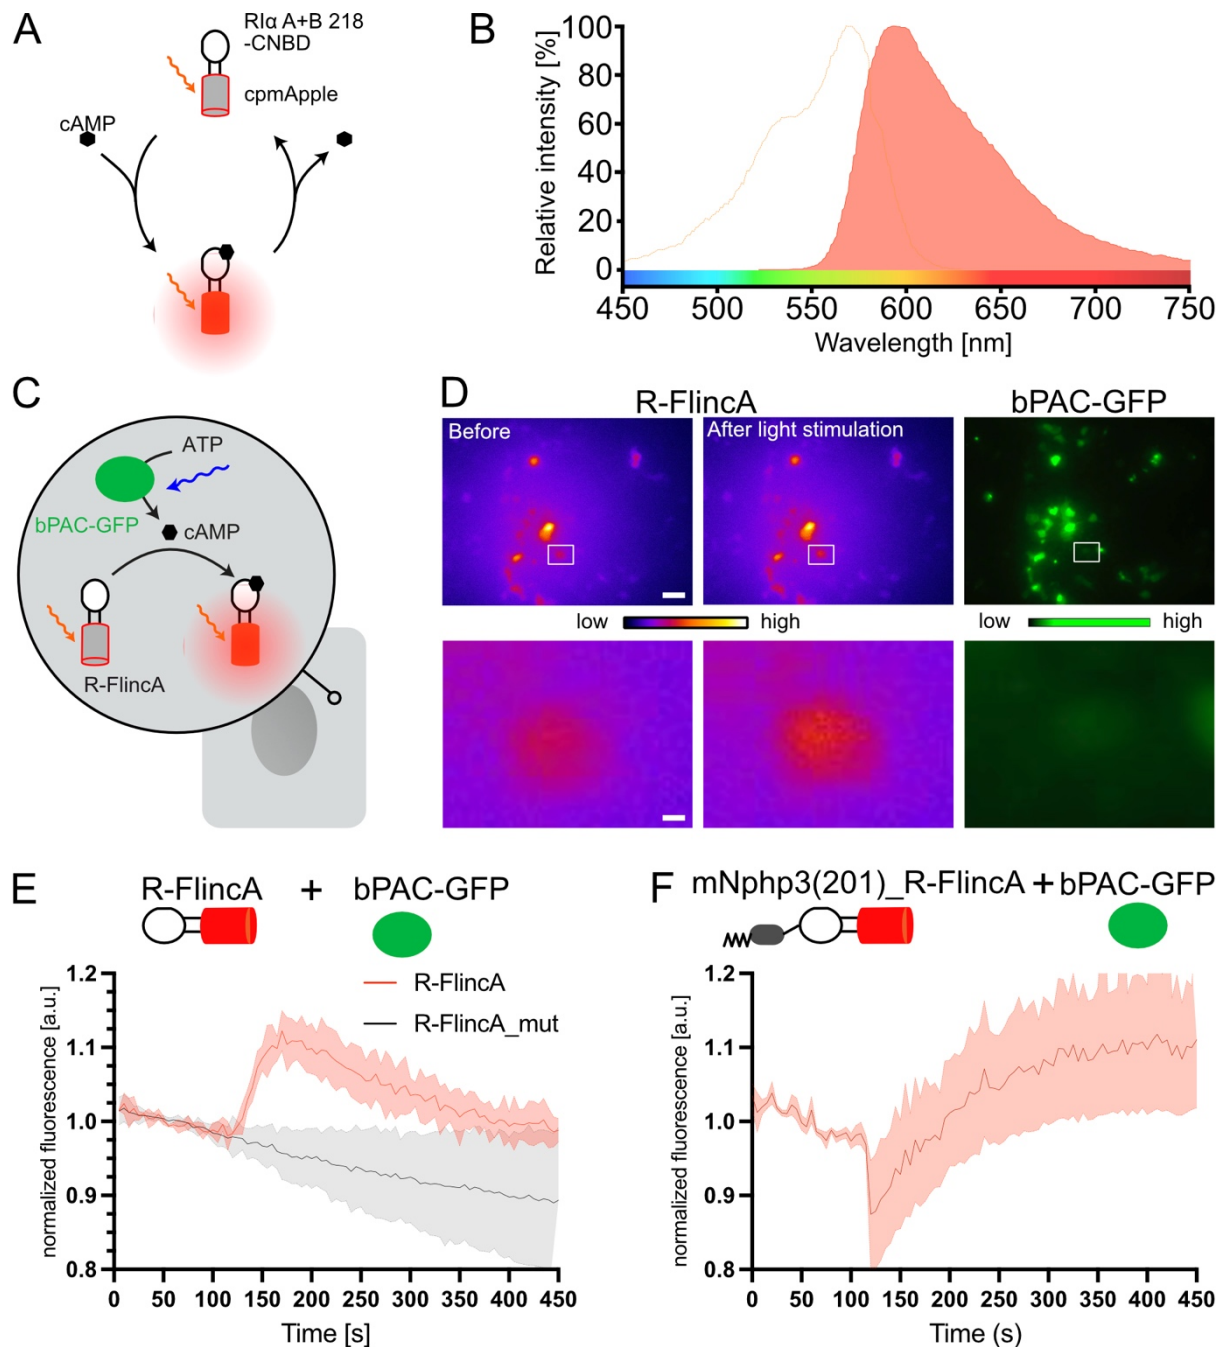 A
RIα A+B 218
-CNBD
cpmApple
cAMP
B
Relative intensity [%]
100
80
60
40
20
0
450 500 550 600 650 700 750
Wavelength [nm]
C
ATP
bPAC-GFP
cAMP
R-FlincA
D
R-FlincA
bPAC-GFP
Before
After light stimulation
low high
low high
E
R-FlincA + bPAC-GFP
R-FlincA
R-FlincA_mut
normalized fluorescence [a.u.]
1.2
1.1
1.0
0.9
0.8
0 50 100 150 200 250 300 350 400 450
Time [s]
F
mNphp3(201)_R-FlincA + bPAC-GFP
normalized fluorescence [a.u.]
1.2
1.1
1.0
0.9
0.8
0 50 100 150 200 250 300 350 400 450
Time (s)